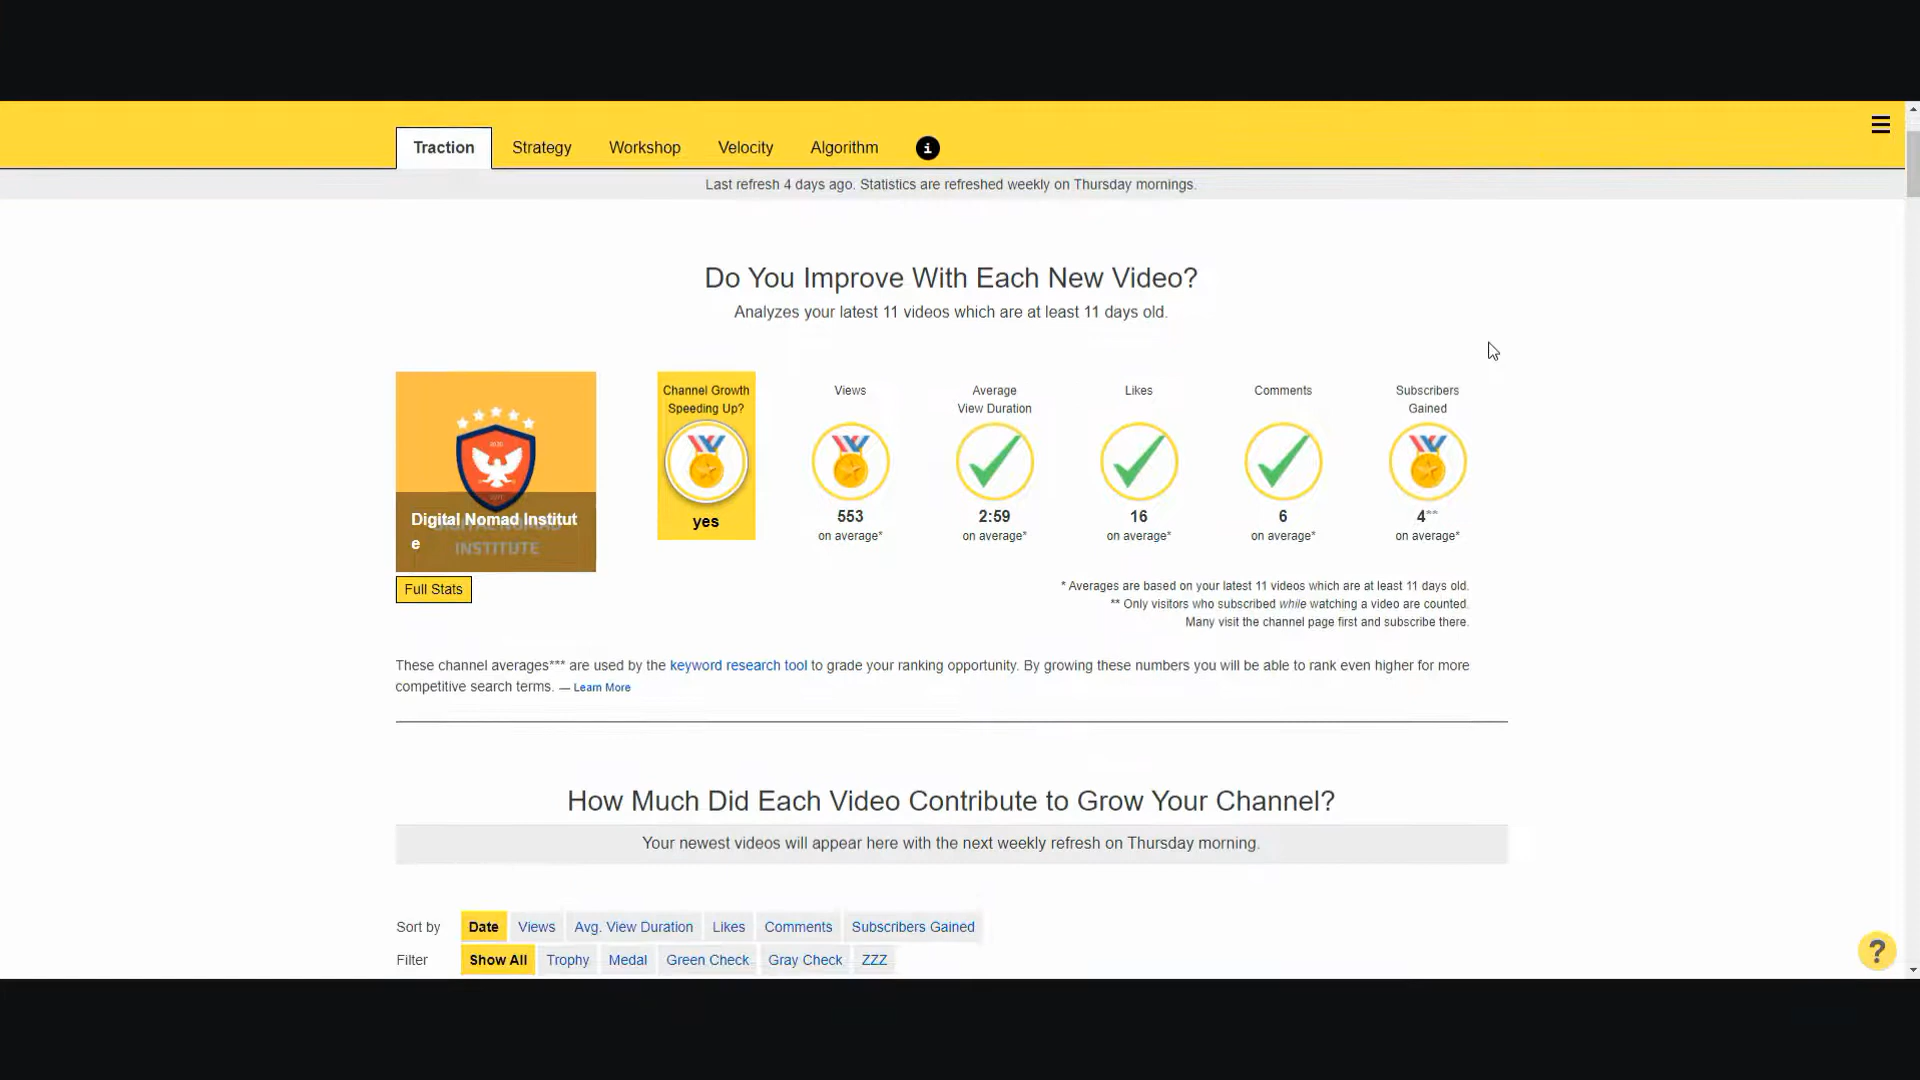 Traction Strategy Workshop Velocity Algorithm i
Last refresh 4 days ago. Statistics are refreshed weekly on Thursday mornings.
Do You Improve With Each New Video?
Analyzes your latest 11 videos which are at least 11 days old.
Channel Growth
Speeding Up?
yes
Views
553
on average*
Average
View Duration
2:59
on average*
Likes
16
on average*
Comments
6
on average*
Subscribers
Gained
4**
on average*
Digital Nomad Institut
e
INSTITUTE
Full Stats
* Averages are based on your latest 11 videos which are at least 11 days old.
** Only visitors who subscribed while watching a video are counted.
Many visit the channel page first and subscribe there.
These channel averages*** are used by the keyword research tool to grade your ranking opportunity. By growing these numbers you will be able to rank even higher for more
competitive search terms. — Learn More
How Much Did Each Video Contribute to Grow Your Channel?
Your newest videos will appear here with the next weekly refresh on Thursday morning.
Sort by Date Views Avg. View Duration Likes Comments Subscribers Gained
Filter Show All Trophy Medal Green Check Gray Check ZZZ
?